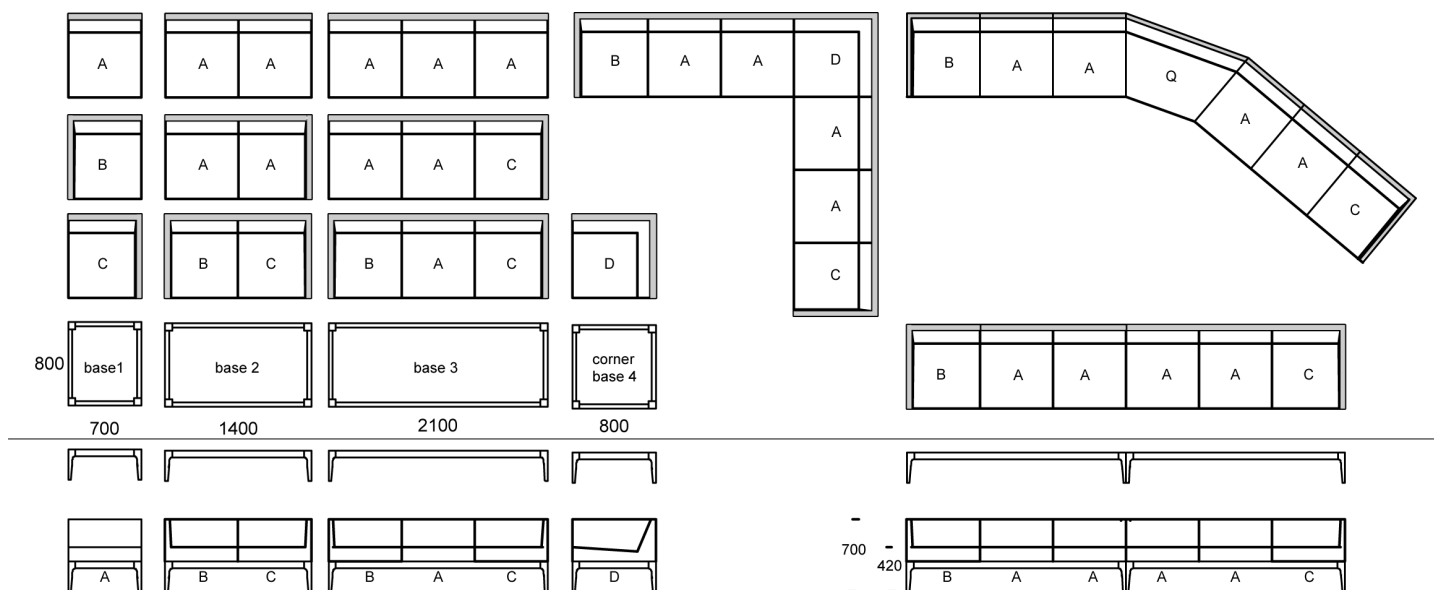 A A A A A A
B A A D
B A A Q
A
A
A
A
C
B A A A A C
A
C
C B C B A C D
B A A A A C
800 base1 base 2 base 3 corner
base 4
700 1400 2100 800
700
420
A B C B A C D B A A A A C